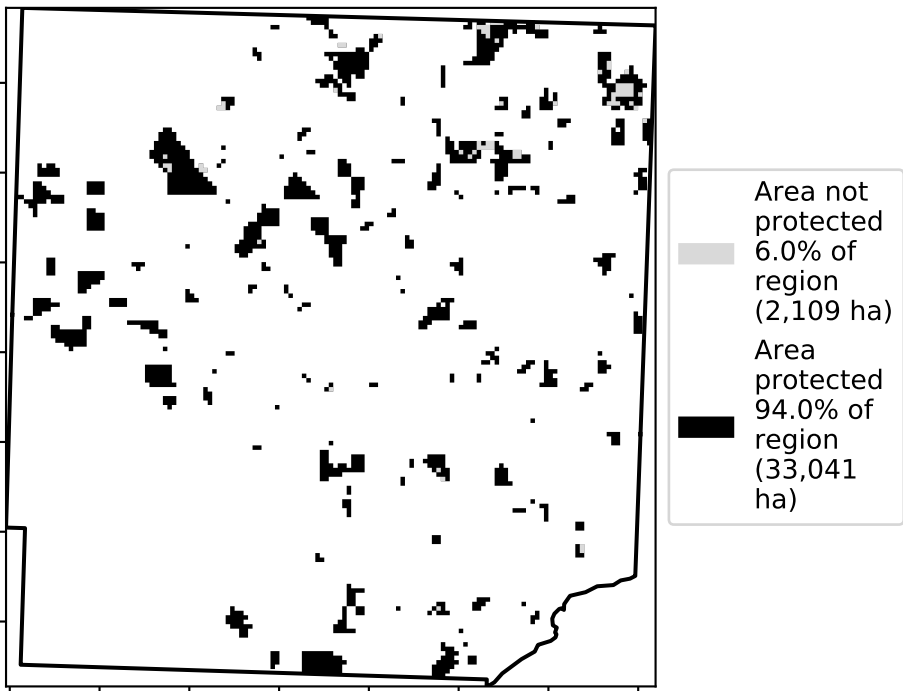 Area not
protected
6.0% of
region
(2,109 ha)
Area
protected
94.0% of
region
(33,041
ha)